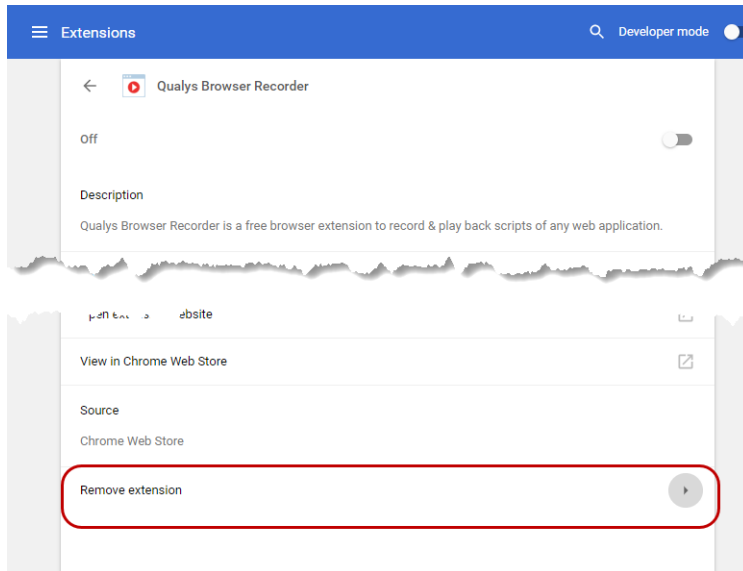 Extensions
Developer mode
Qualys Browser Recorder
Off
Description
Qualys Browser Recorder is a free browser extension to record & play back scripts of any web application.
View in Chrome Web Store
Source
Chrome Web Store
Remove extension